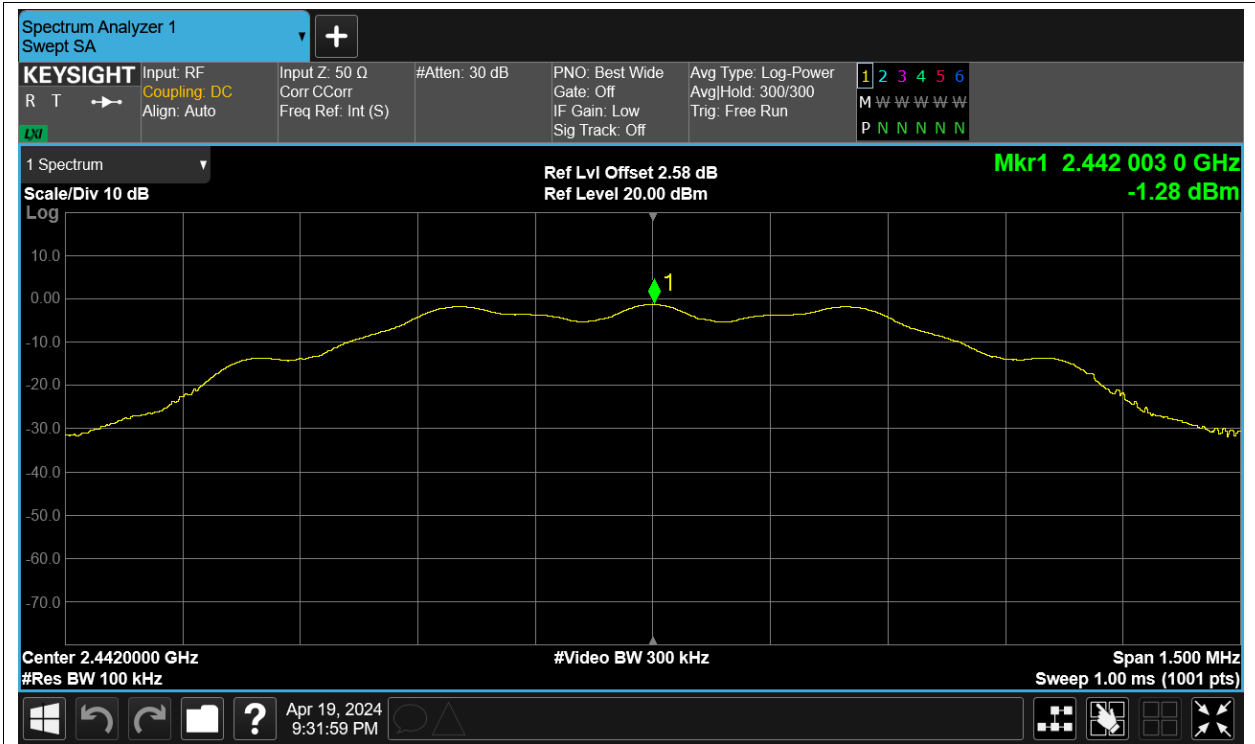 Spectrum Analyzer 1
Swept SA
KEYSIGHT
R T
LXI
Input: RF
Coupling: DC
Align: Auto
Input Z: 50 Ω
Corr CCorr
Freq Ref: Int (S)
#Atten: 30 dB
PNO: Best Wide
Gate: Off
IF Gain: Low
Sig Track: Off
Avg Type: Log-Power
Avg|Hold: 300/300
Trig: Free Run
1 2 3 4 5 6
M W W W W W
P N N N N N
1 Spectrum
Scale/Div 10 dB
Log
Ref Lvl Offset 2.58 dB
Ref Level 20.00 dBm
Mkr1 2.442 003 0 GHz
-1.28 dBm
1
10.0
0.00
-10.0
-20.0
-30.0
-40.0
-50.0
-60.0
-70.0
Center 2.4420000 GHz
#Res BW 100 kHz
#Video BW 300 kHz
Span 1.500 MHz
Sweep 1.00 ms (1001 pts)
?
Apr 19, 2024
9:31:59 PM